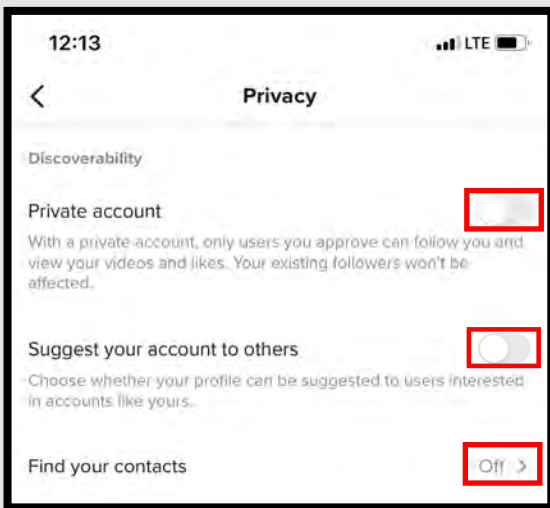 12:13
LTE
Privacy
Discoverability
Private account
With a private account, only users you approve can follow you and
view your videos and likes. Your existing followers won't be
affected.
Suggest your account to others
Choose whether your profile can be suggested to users interested
in accounts like yours.
Find your contacts
Off